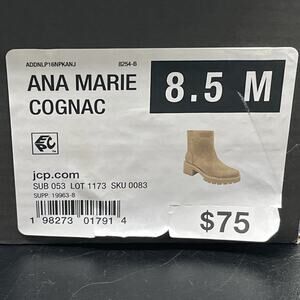 ADDNLP16NPKANJ 8254-B
ANA MARIE
COGNAC
8.5 M
jcp.com
SUB 053 LOT 1173 SKU 0083
SUPP: 19963-8
1 98273 01791 4
$75